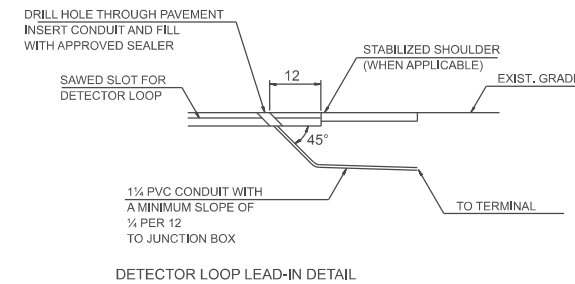 DRILL HOLE THROUGH PAVEMENT
INSERT CONDUIT AND FILL
WITH APPROVED SEALER
STABILIZED SHOULDER
(WHEN APPLICABLE)
12
SAWED SLOT FOR
DETECTOR LOOP
EXIST. GRADE
45°
1¼ PVC CONDUIT WITH
A MINIMUM SLOPE OF
¼ PER 12
TO JUNCTION BOX
TO TERMINAL
DETECTOR LOOP LEAD-IN DETAIL